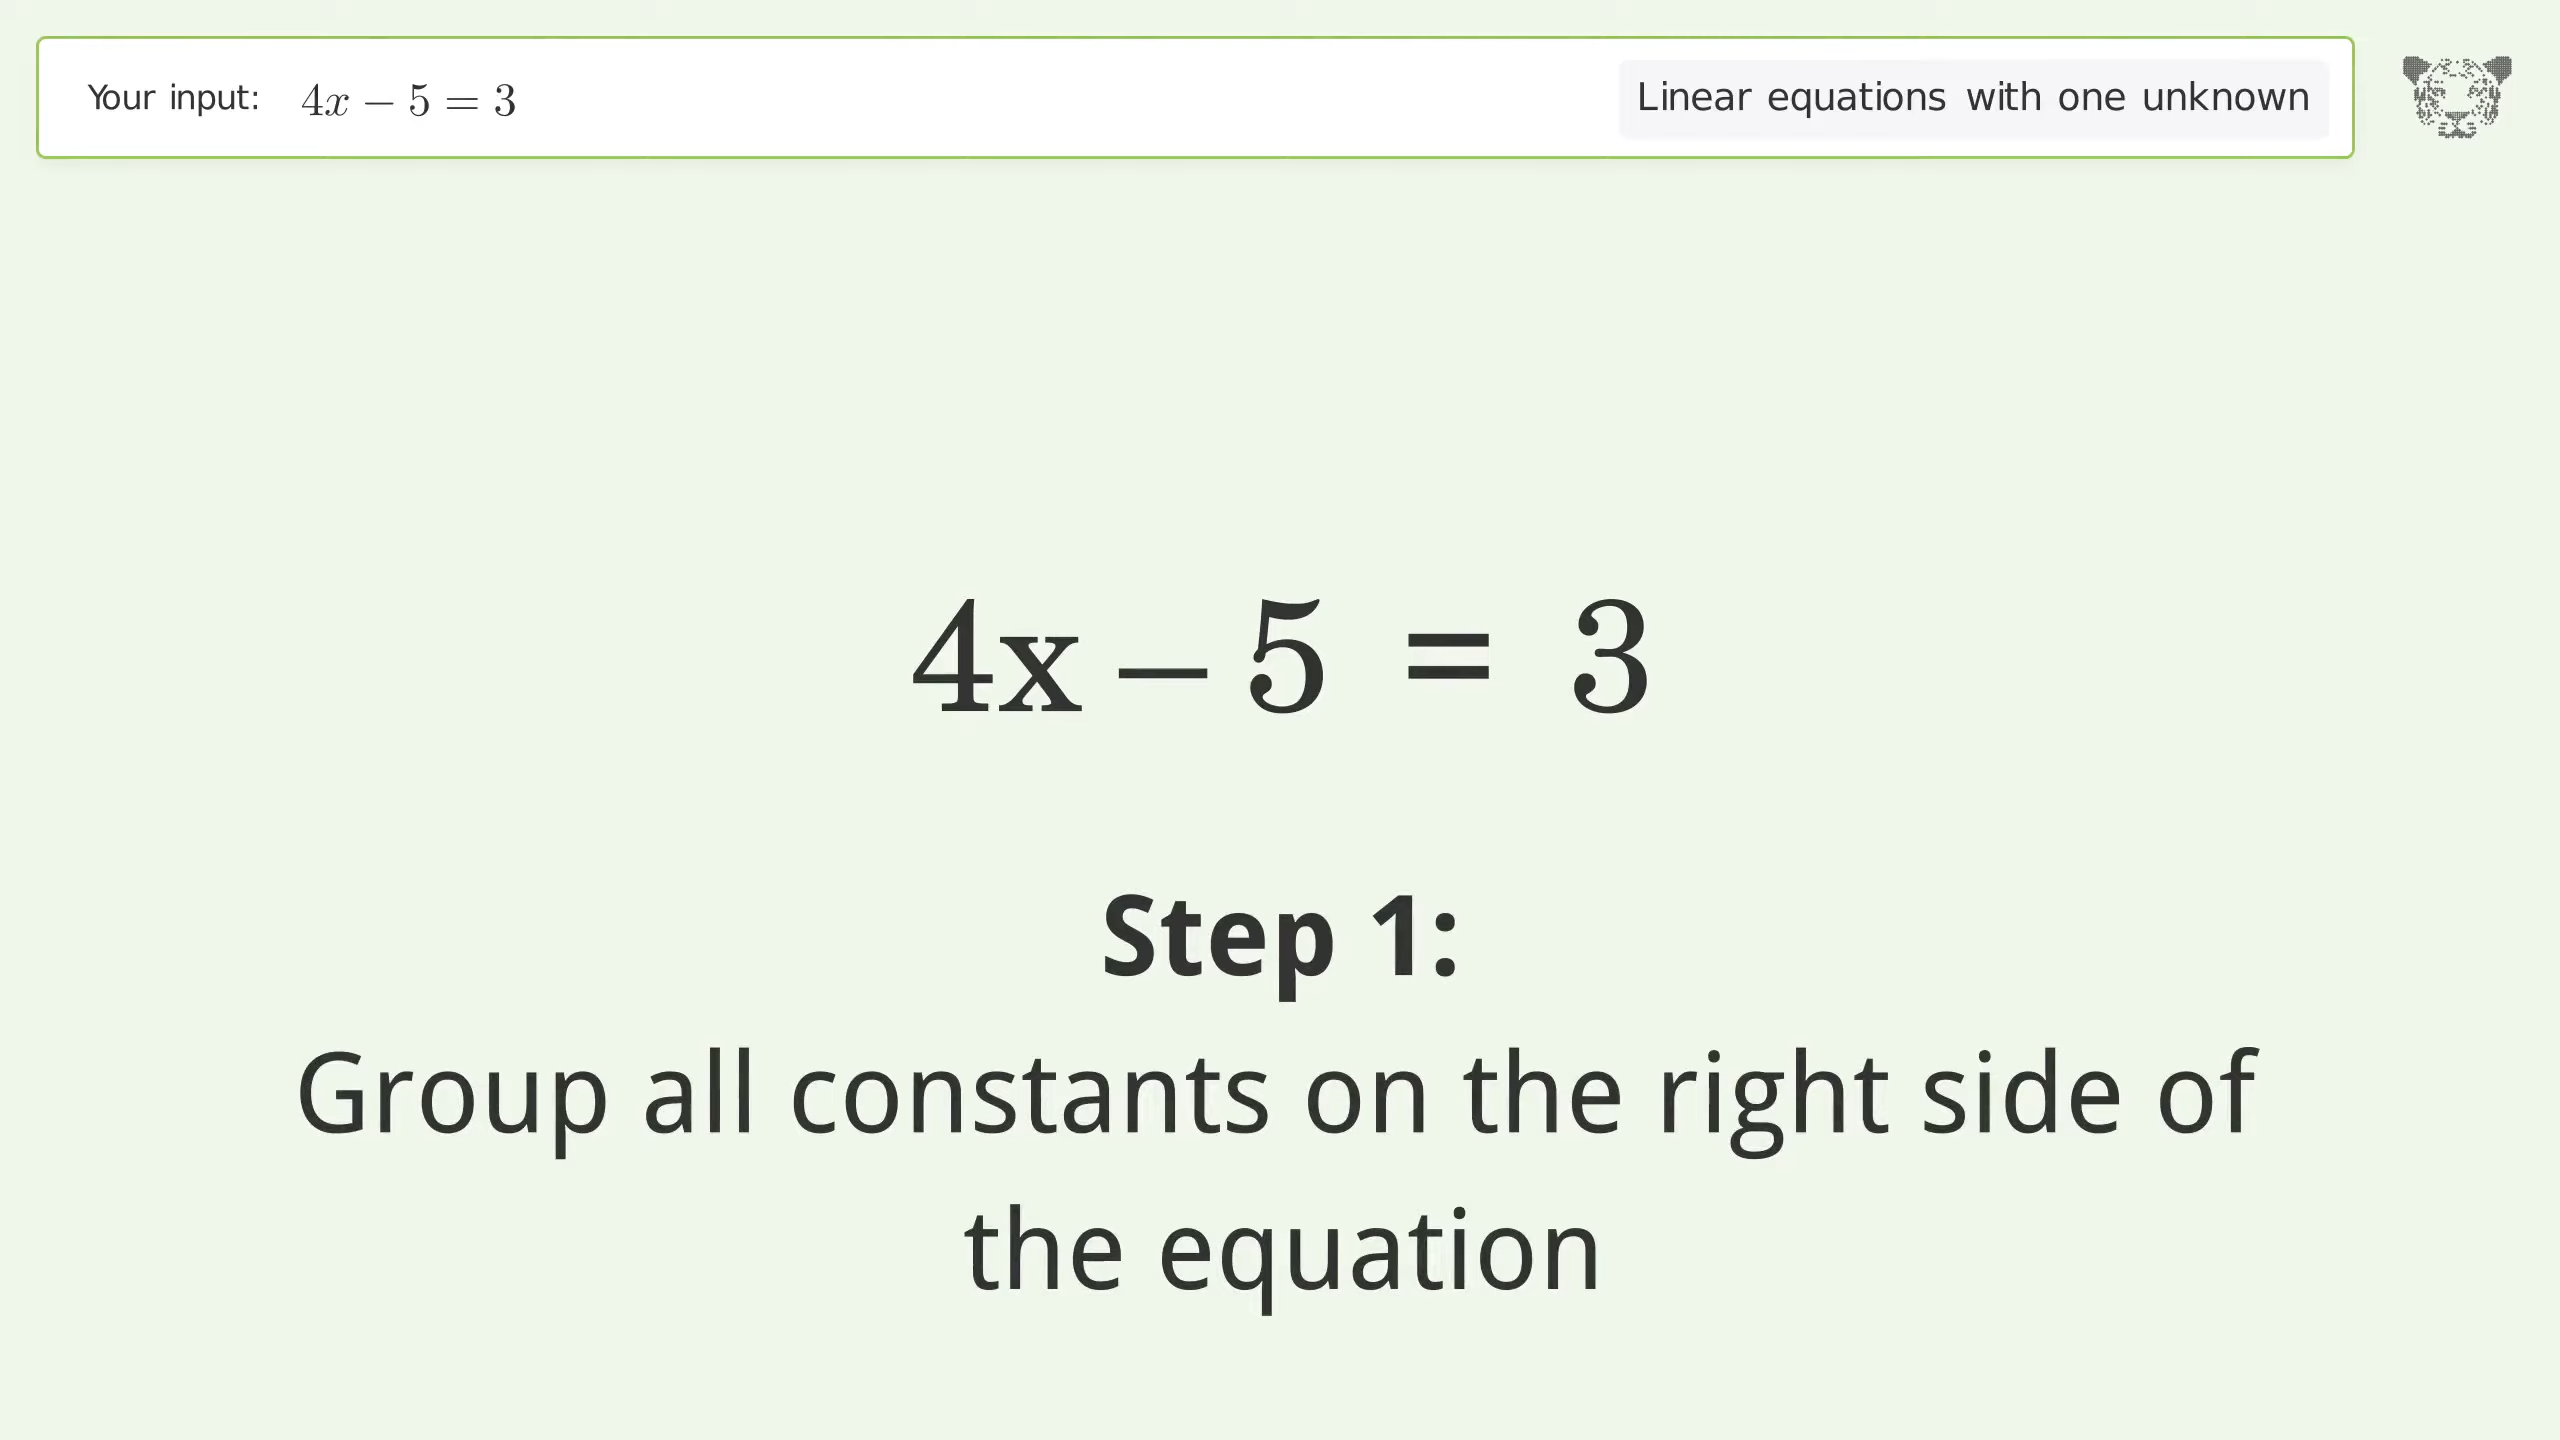 Your input: 4x − 5 = 3
Linear equations with one unknown
4x – 5 = 3
Step 1:
Group all constants on the right side of
the equation